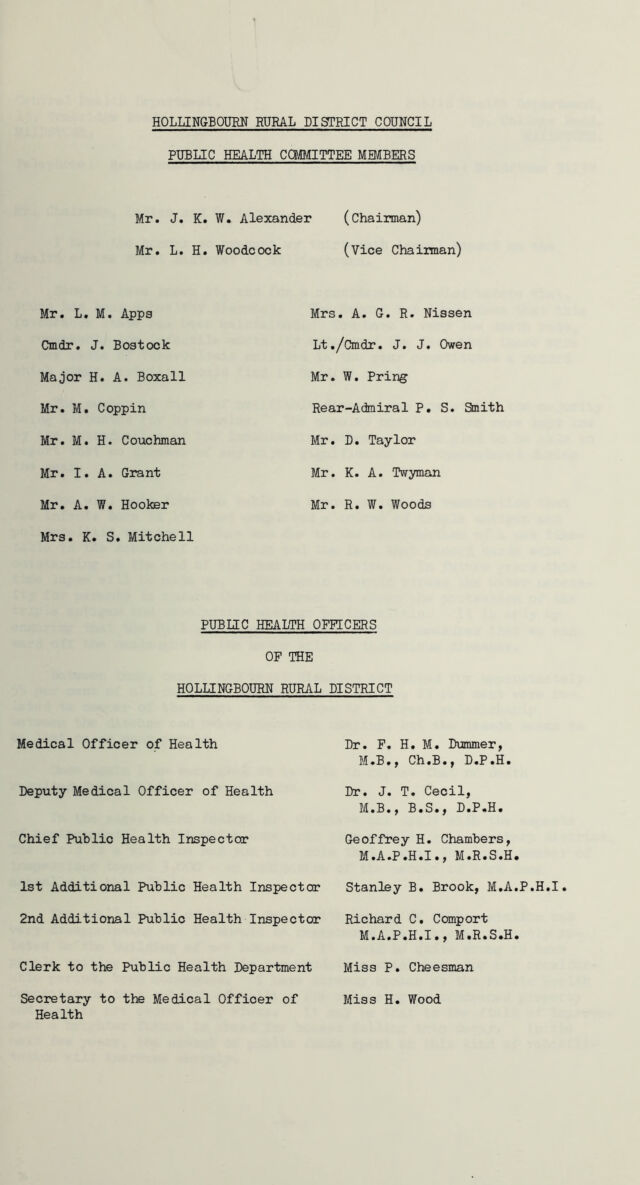 HOLLINGBOURN RURAL DISTRICT COUNCIL
PUBLIC HEALTH COMMITTEE MEMBERS
Mr. J. K. W. Alexander (Chairman)
Mr. L. H. Woodcock (Vice Chairman)
Mr. L. M. Apps
Cmdr. J. Bostock
Major H. A. Boxall
Mr. M. Coppin
Mr. M. H. Couchman
Mr. I. A. Grant
Mr. A. W. Hooker
Mrs. K. S. Mitchell
Mrs. A. G. R. Nissen
Lt./Cmdr. J. J. Owen
Mr. W. Pring
Rear-Admiral P. S. Smith
Mr. D. Taylor
Mr. K. A. Twyman
Mr. R. W. Woods
PUBLIC HEALTH OFFICERS
OF THE
HOLLINGBOURN RURAL DISTRICT
Medical Officer of Health Dr. F. H. M. Dummer,
M.B., Ch.B., D.P.H.
Deputy Medical Officer of Health Dr. J. T. Cecil,
M.B., B.S., D.P.H.
Chief Public Health Inspector Geoffrey H. Chambers,
M.A.P.H.I., M.R.S.H.
1st Additional Public Health Inspector Stanley B. Brook, M.A.P.H.I.
2nd Additional Public Health Inspector Richard C. Comport
M.A.P.H.I., M.R.S.H.
Clerk to the Public Health Department Miss P. Cheesman
Secretary to the Medical Officer of Miss H. Wood
Health